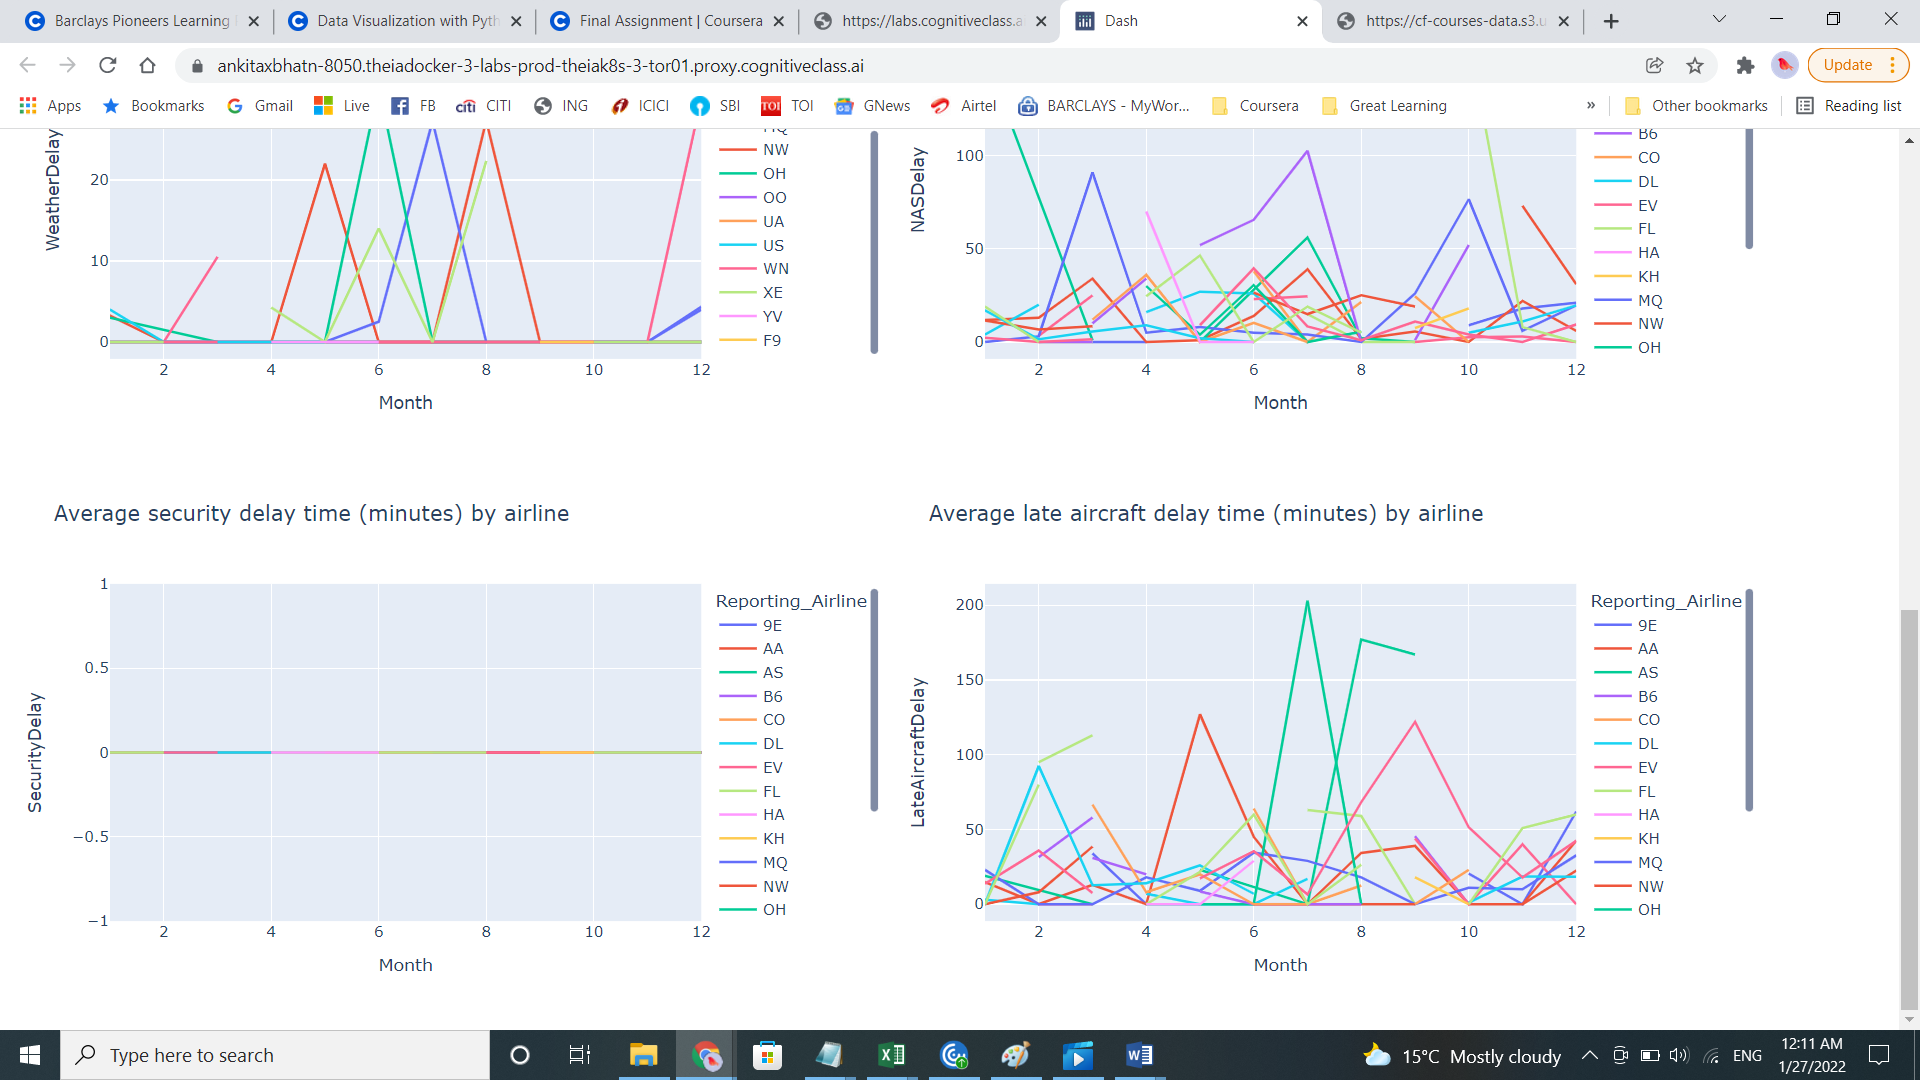 Barclays Pioneers Learning
Data Visualization with Pyth
Final Assignment | Coursera
https://labs.cognitiveclass.a
Dash
https://cf-courses-data.s3.u
ankitaxbhatn-8050.theiadocker-3-labs-prod-theiak8s-3-tor01.proxy.cognitiveclass.ai
Update
Apps
Bookmarks
Gmail
Live
FB
citi CITI
ING
ICICI
SBI
TOI TOI
GNews
Airtel
BARCLAYS - MyWor...
Coursera
Great Learning
»
Other bookmarks
Reading list
WeatherDelay
20
10
0
2 4 6 8 10 12
Month
MQ
NW
OH
OO
UA
US
WN
XE
YV
F9
NASDelay
100
50
0
2 4 6 8 10 12
Month
B6
CO
DL
EV
FL
HA
KH
MQ
NW
OH
Average security delay time (minutes) by airline
SecurityDelay
1
0.5
0
−0.5
−1
2 4 6 8 10 12
Month
Reporting_Airline
9E
AA
AS
B6
CO
DL
EV
FL
HA
KH
MQ
NW
OH
Average late aircraft delay time (minutes) by airline
LateAircraftDelay
200
150
100
50
0
2 4 6 8 10 12
Month
Reporting_Airline
9E
AA
AS
B6
CO
DL
EV
FL
HA
KH
MQ
NW
OH
Type here to search
15°C Mostly cloudy
ENG
12:11 AM
1/27/2022